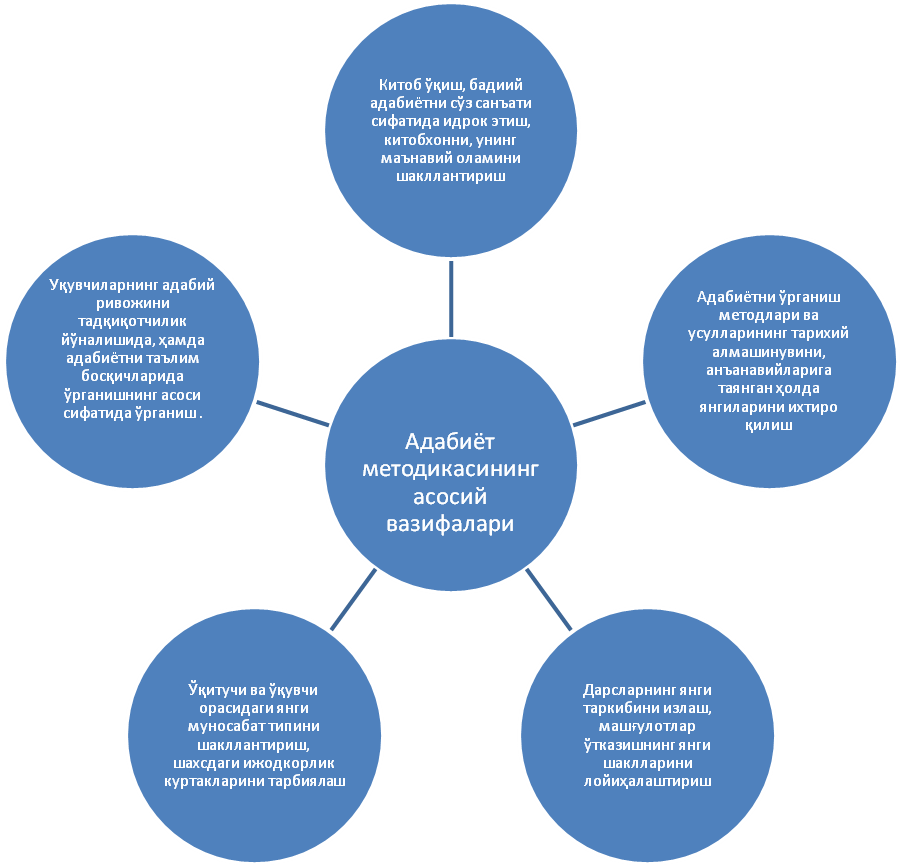 Китоб ўқиш, бадиий
адабиётни сўз санъати
сифатида идрок этиш,
китобхонни, унинг
маънавий оламини
шакллантириш
Адабиётни ўрганиш
методлари ва
усулларининг тарихий
алмашинувини,
анъанавийларига
таянган ҳолда
янгиларини ихтиро
қилиш
Дарсларнинг янги
таркибини излаш,
машғулотлар
ўтказишнинг янги
шаклларини
лойиҳалаштириш
Ўқитучи ва ўқувчи
орасидаги янги
муносабат типини
шакллантириш,
шахсдаги ижодкорлик
куртакларини тарбиялаш
Уқувчиларнинг адабий
ривожини
тадқиқотчилик
йўналишида, ҳамда
адабиётни таълим
босқичларида
ўрганишнинг асоси
сифатида ўрганиш .
Адабиёт
методикасининг
асосий
вазифалари